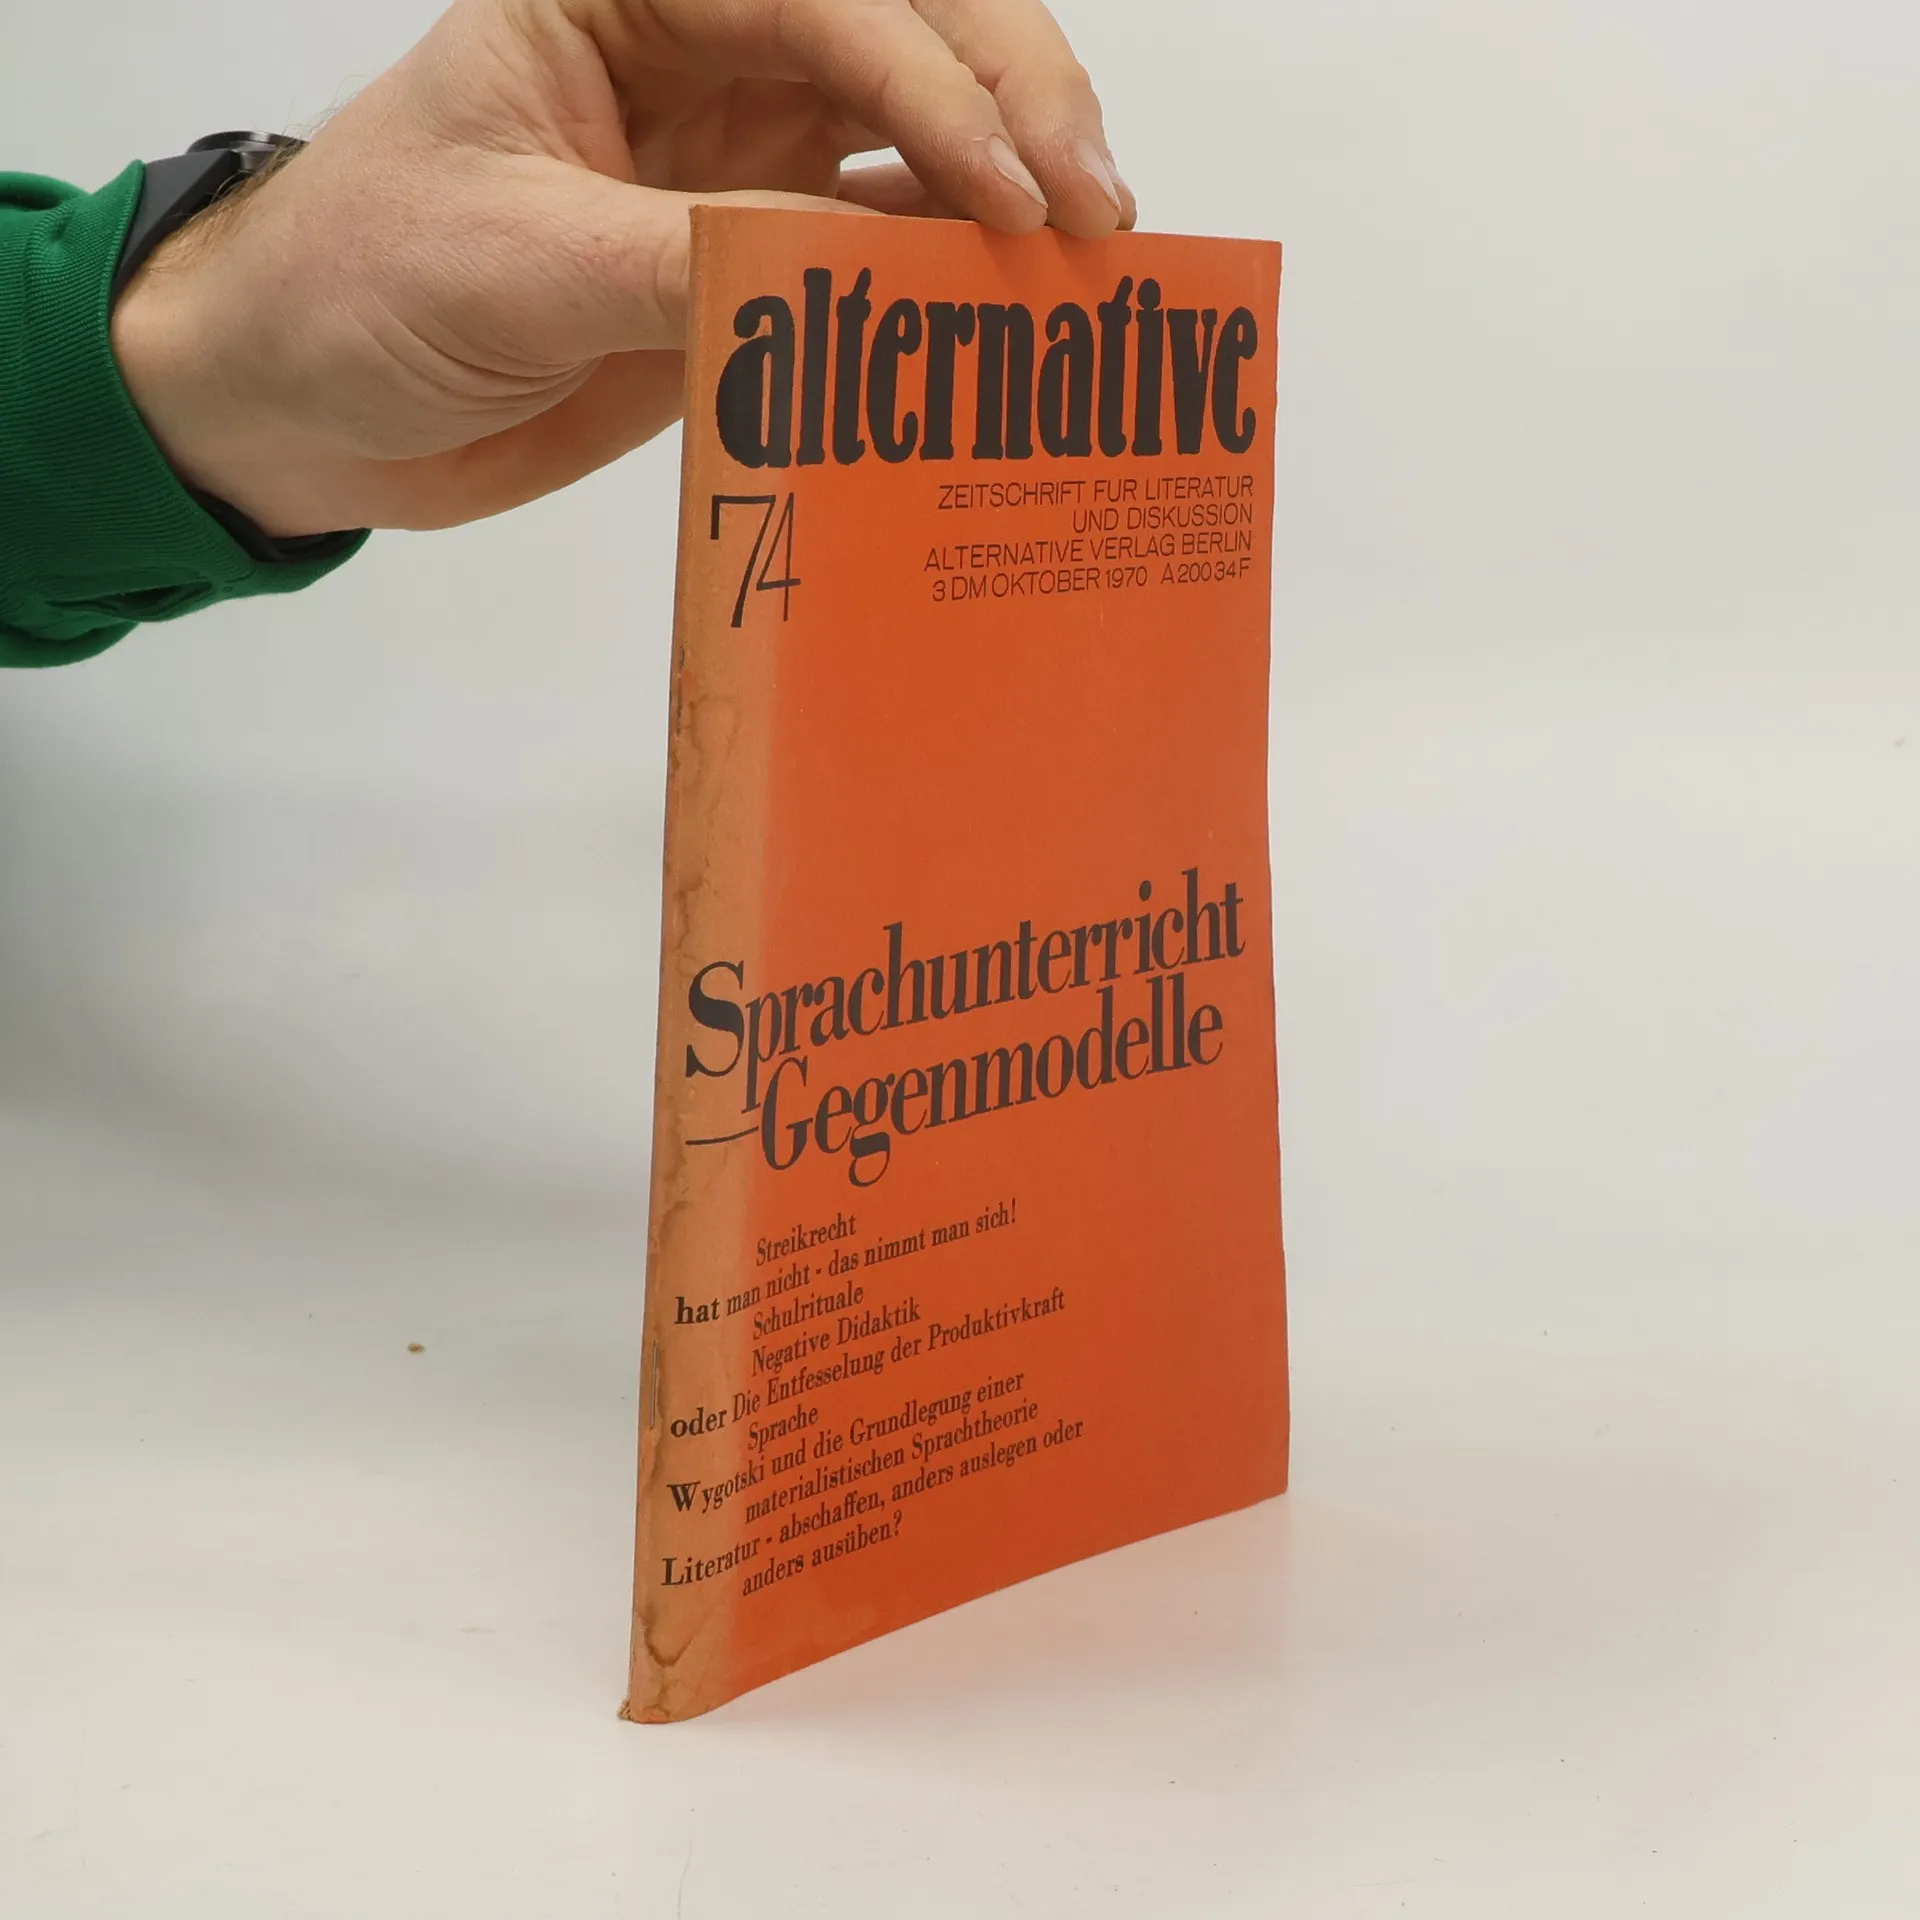 alternative
74
ZEITSCHRIFT FUR LITERATUR
UND DISKUSSION
ALTERNATIVE VERLAG BERLIN
3 DM OKTOBER 1970 A 20034 F
Sprachunterricht
—Gegenmodelle
Streikrecht
hat man nicht - das nimmt man sich!
Schulrituale
Negative Didaktik
oder Die Entfesselung der Produktivkraft
Sprache
Wygotski und die Grundlegung einer
materialistischen Sprachtheorie
Literatur - abschaffen, anders auslegen oder
anders ausüben?